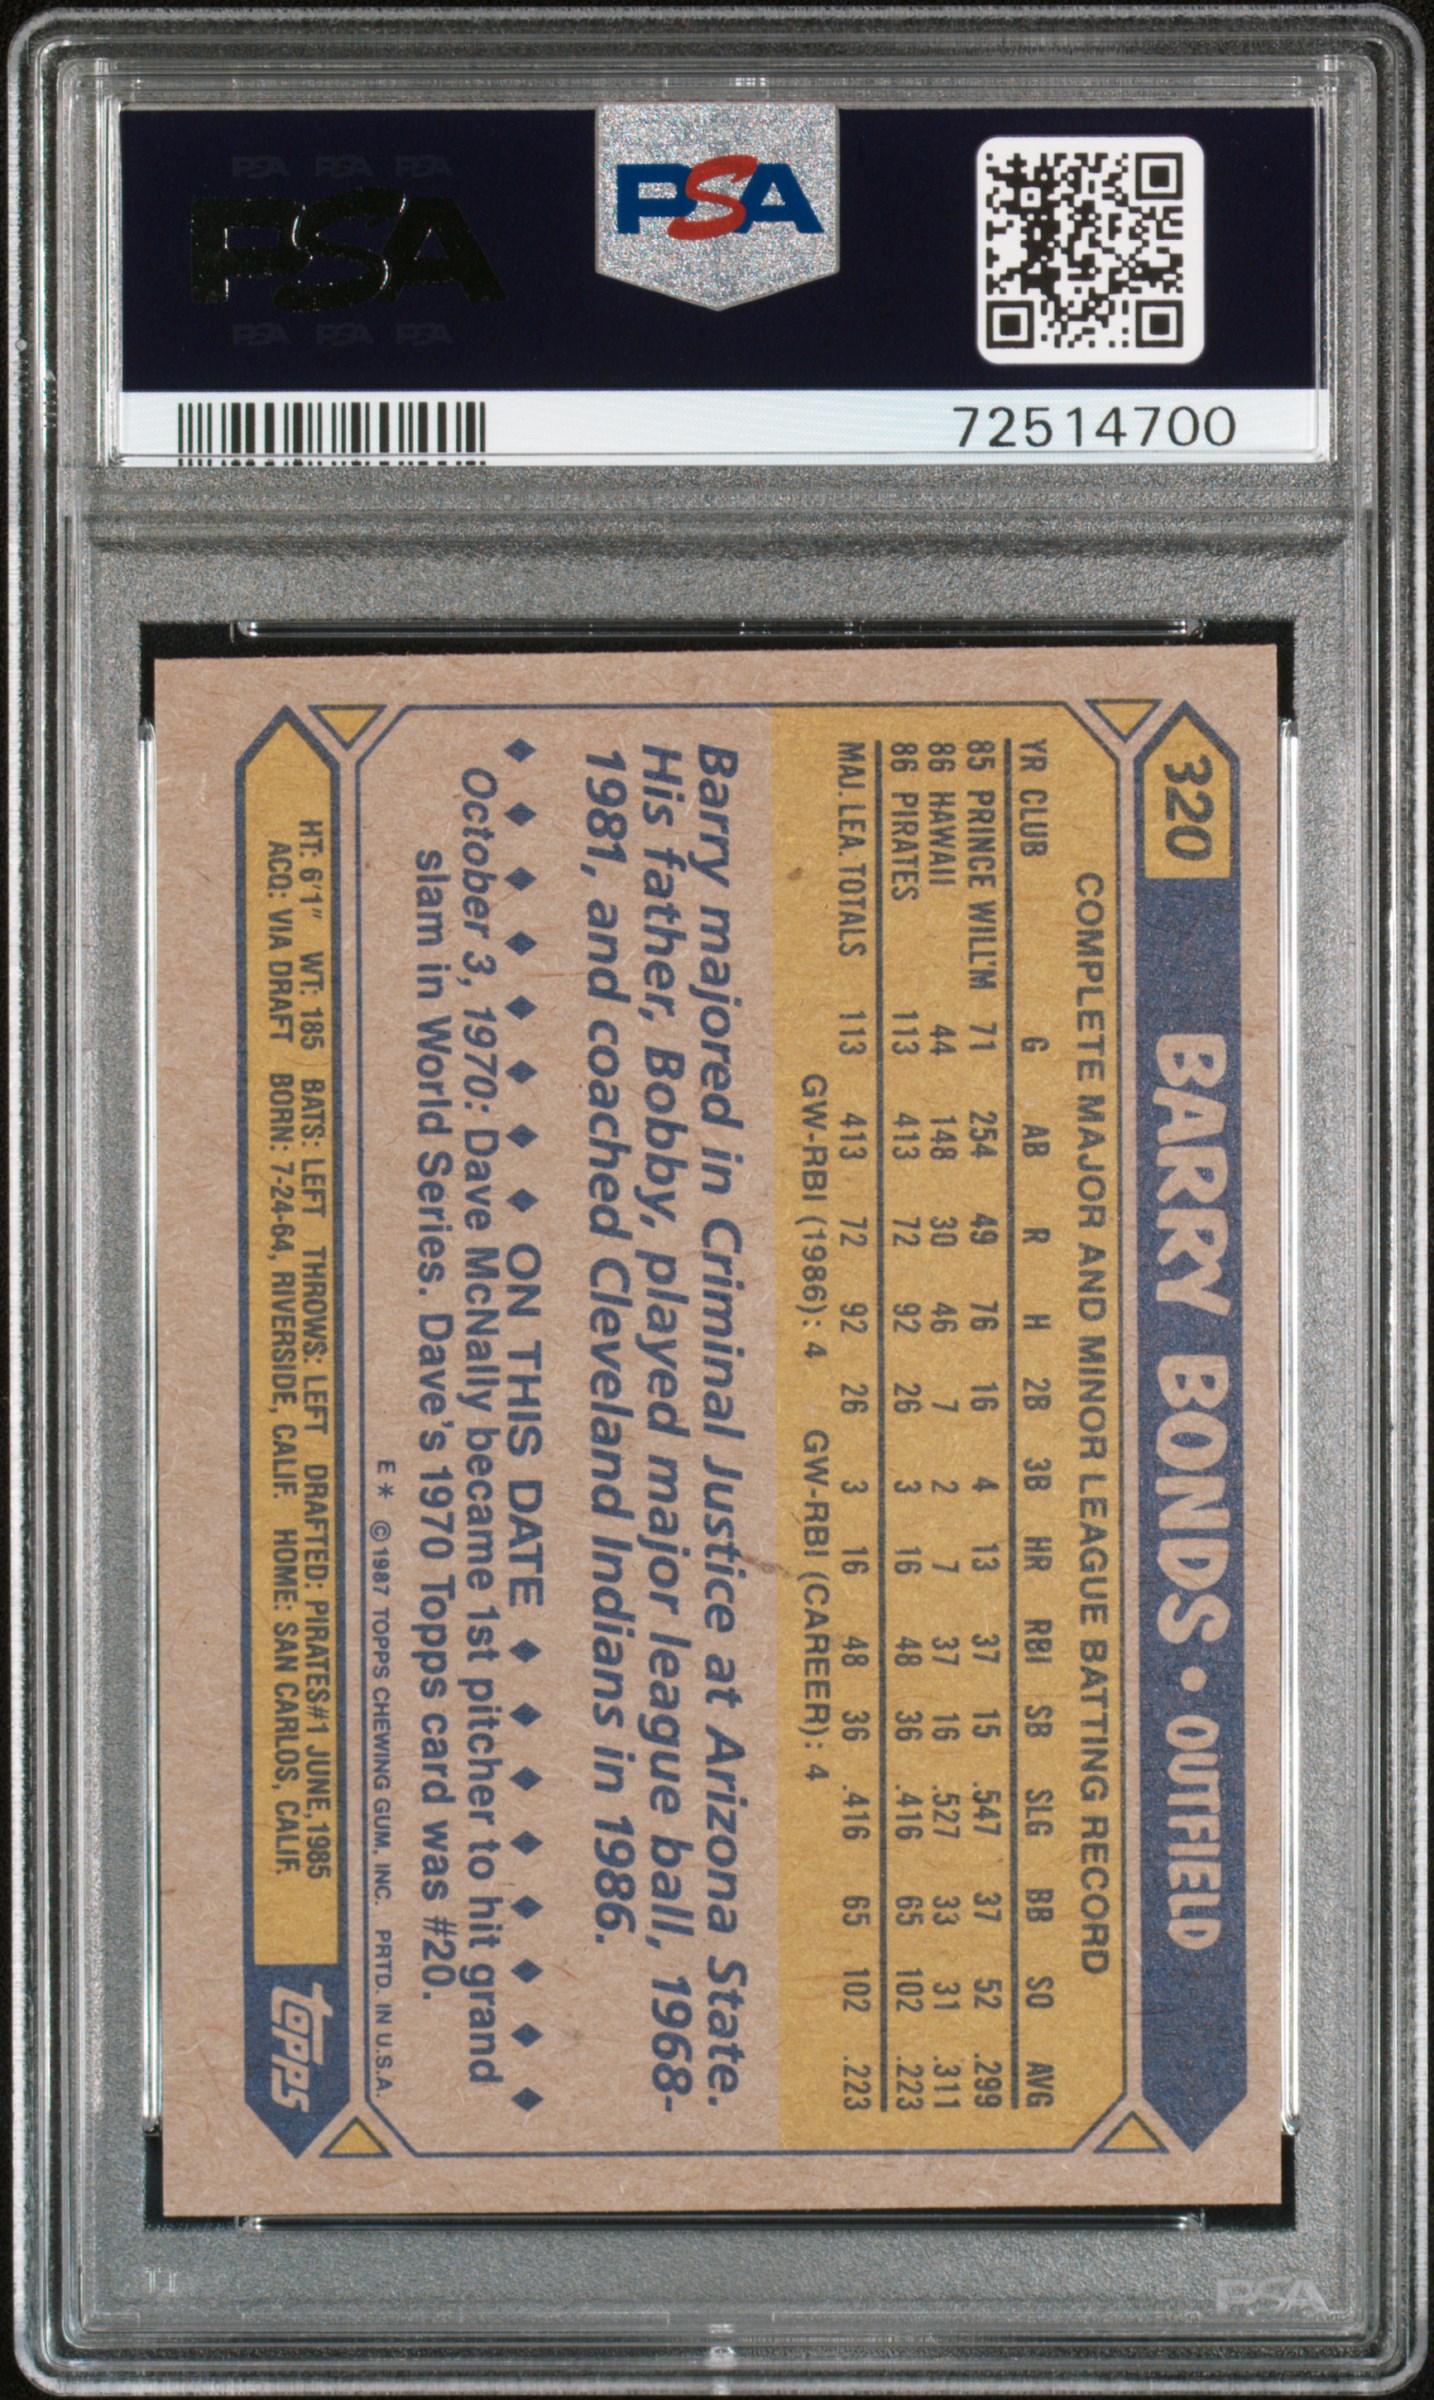 PSA PSA PSA
PSA
PSA PSA PSA
PSA
72514700
320 BARRY BONDS • OUTFIELD
COMPLETE MAJOR AND MINOR LEAGUE BATTING RECORD
YR CLUB G AB R H 2B 3B HR RBI SB SLG BB SO AVG
85 PRINCE WILL'M 71 254 49 76 16 4 13 37 15 .547 37 52 .299
86 HAWAII 44 148 30 46 7 2 7 37 16 .527 33 31 .311
86 PIRATES 113 413 72 92 26 3 16 48 36 .416 65 102 .223
MAJ. LEA. TOTALS 113 413 72 92 26 3 16 48 36 .416 65 102 .223
GW-RBI (1986): 4 GW-RBI (CAREER): 4
Barry majored in Criminal Justice at Arizona State.
His father, Bobby, played major league ball, 1968-
1981, and coached Cleveland Indians in 1986.
◆ ◆ ◆ ◆ ◆ ◆ ◆ ◆ ON THIS DATE ◆ ◆ ◆ ◆ ◆ ◆ ◆ ◆
October 3, 1970: Dave McNally became 1st pitcher to hit grand
slam in World Series. Dave's 1970 Topps card was #20.
E * © 1987 TOPPS CHEWING GUM, INC. PRTD. IN U.S.A.
HT: 6'1" WT: 185 BATS: LEFT THROWS: LEFT DRAFTED: PIRATES#1 JUNE, 1985
ACQ: VIA DRAFT BORN: 7-24-64, RIVERSIDE, CALIF. HOME: SAN CARLOS, CALIF.
topps
PSA